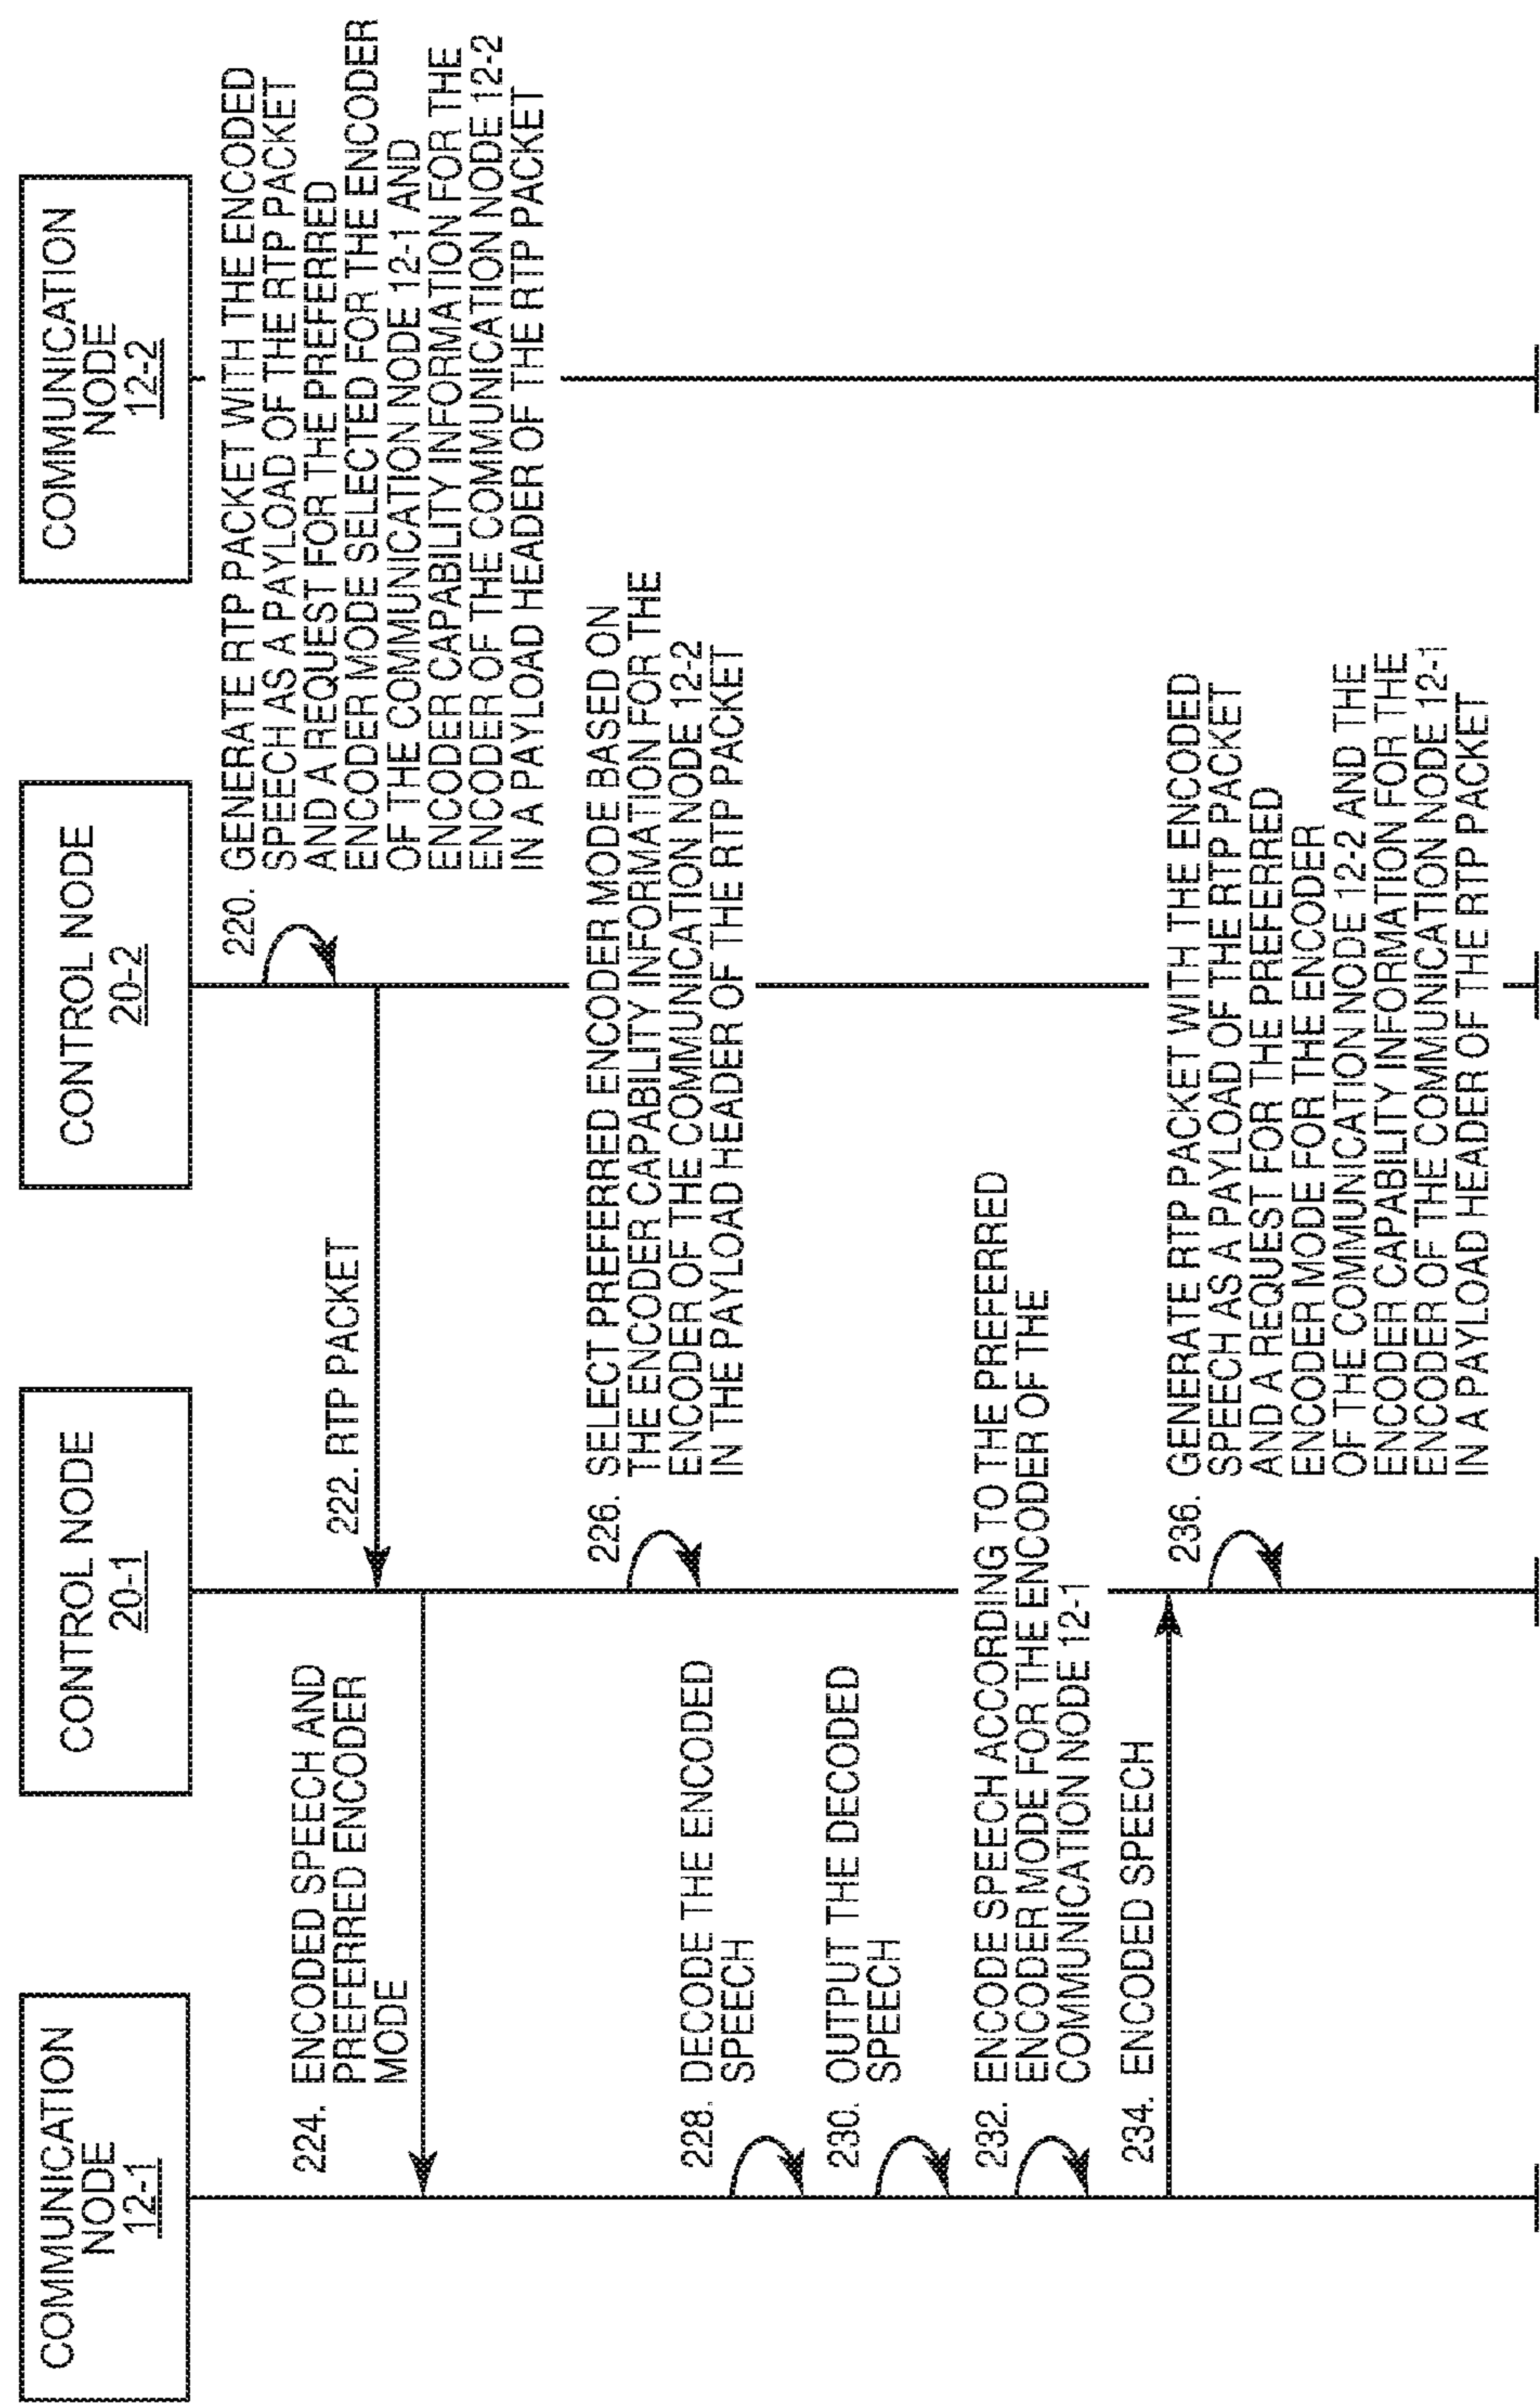 COMMUNICATION
NODE
12-1
CONTROL NODE
20-1
CONTROL NODE
20-2
COMMUNICATION
NODE
12-2
220. GENERATE RTP PACKET WITH THE ENCODED
SPEECH AS A PAYLOAD OF THE RTP PACKET
AND A REQUEST FOR THE PREFERRED
ENCODER MODE SELECTED FOR THE ENCODER
OF THE COMMUNICATION NODE 12-1 AND
ENCODER CAPABILITY INFORMATION FOR THE
ENCODER OF THE COMMUNICATION NODE 12-2
IN A PAYLOAD HEADER OF THE RTP PACKET
222. RTP PACKET
224. ENCODED SPEECH AND
PREFERRED ENCODER
MODE
226. SELECT PREFERRED ENCODER MODE BASED ON
THE ENCODER CAPABILITY INFORMATION FOR THE
ENCODER OF THE COMMUNICATION NODE 12-2
IN THE PAYLOAD HEADER OF THE RTP PACKET
228. DECODE THE ENCODED
SPEECH
230. OUTPUT THE DECODED
SPEECH
232. ENCODE SPEECH ACCORDING TO THE PREFERRED
ENCODER MODE FOR THE ENCODER OF THE
COMMUNICATION NODE 12-1
234. ENCODED SPEECH
236. GENERATE RTP PACKET WITH THE ENCODED
SPEECH AS A PAYLOAD OF THE RTP PACKET
AND A REQUEST FOR THE PREFERRED
ENCODER MODE FOR THE ENCODER
OF THE COMMUNICATION NODE 12-2 AND THE
ENCODER CAPABILITY INFORMATION FOR THE
ENCODER OF THE COMMUNICATION NODE 12-1
IN A PAYLOAD HEADER OF THE RTP PACKET